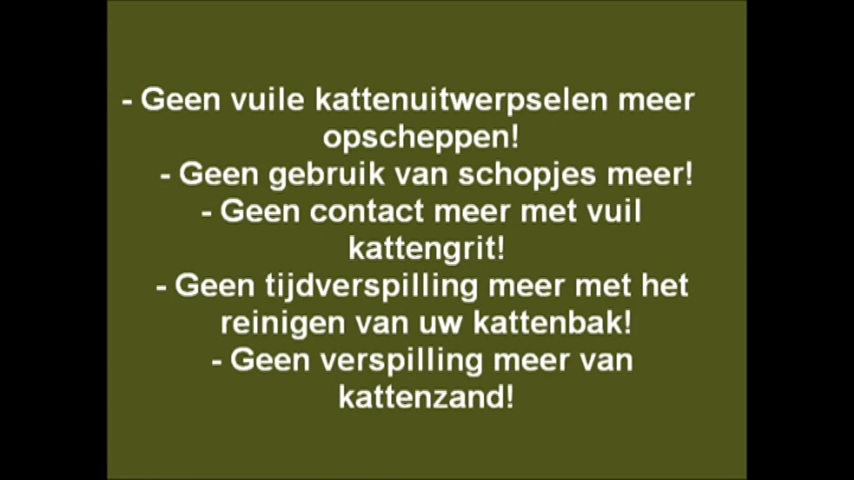 - Geen vuile kattenuitwerpselen meer
opscheppen!
- Geen gebruik van schopjes meer!
- Geen contact meer met vuil
kattengrit!
- Geen tijdverspilling meer met het
reinigen van uw kattenbak!
- Geen verspilling meer van
kattenzand!